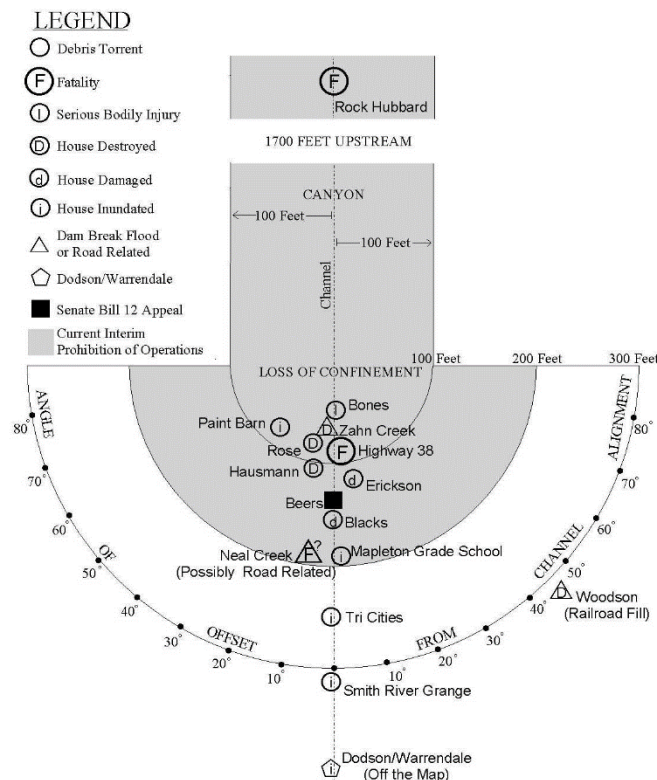 LEGEND
Debris Torrent
F Fatality
I Serious Bodily Injury
D House Destroyed
d House Damaged
i House Inundated
Dam Break Flood
or Road Related
Dodson/Warrendale
Senate Bill 12 Appeal
Current Interim
Prohibition of Operations
F
Rock Hubbard
1700 FEET UPSTREAM
CANYON
100 Feet
100 Feet
Channel
LOSS OF CONFINEMENT
100 Feet
200 Feet
300 Feet
I Bones
Paint Barn i
D Zahn Creek
Rose D
F Highway 38
Hausmann D
d Erickson
Beers
d Blacks
Neal Creek F ?
(Possibly Road Related)
i Mapleton Grade School
D Woodson
(Railroad Fill)
i Tri Cities
i Smith River Grange
i Dodson/Warrendale
(Off the Map)
ANGLE OF OFFSET FROM CHANNEL ALIGNMENT
80°
70°
60°
50°
40°
30°
20°
10°
0°
10°
20°
30°
40°
50°
60°
70°
80°